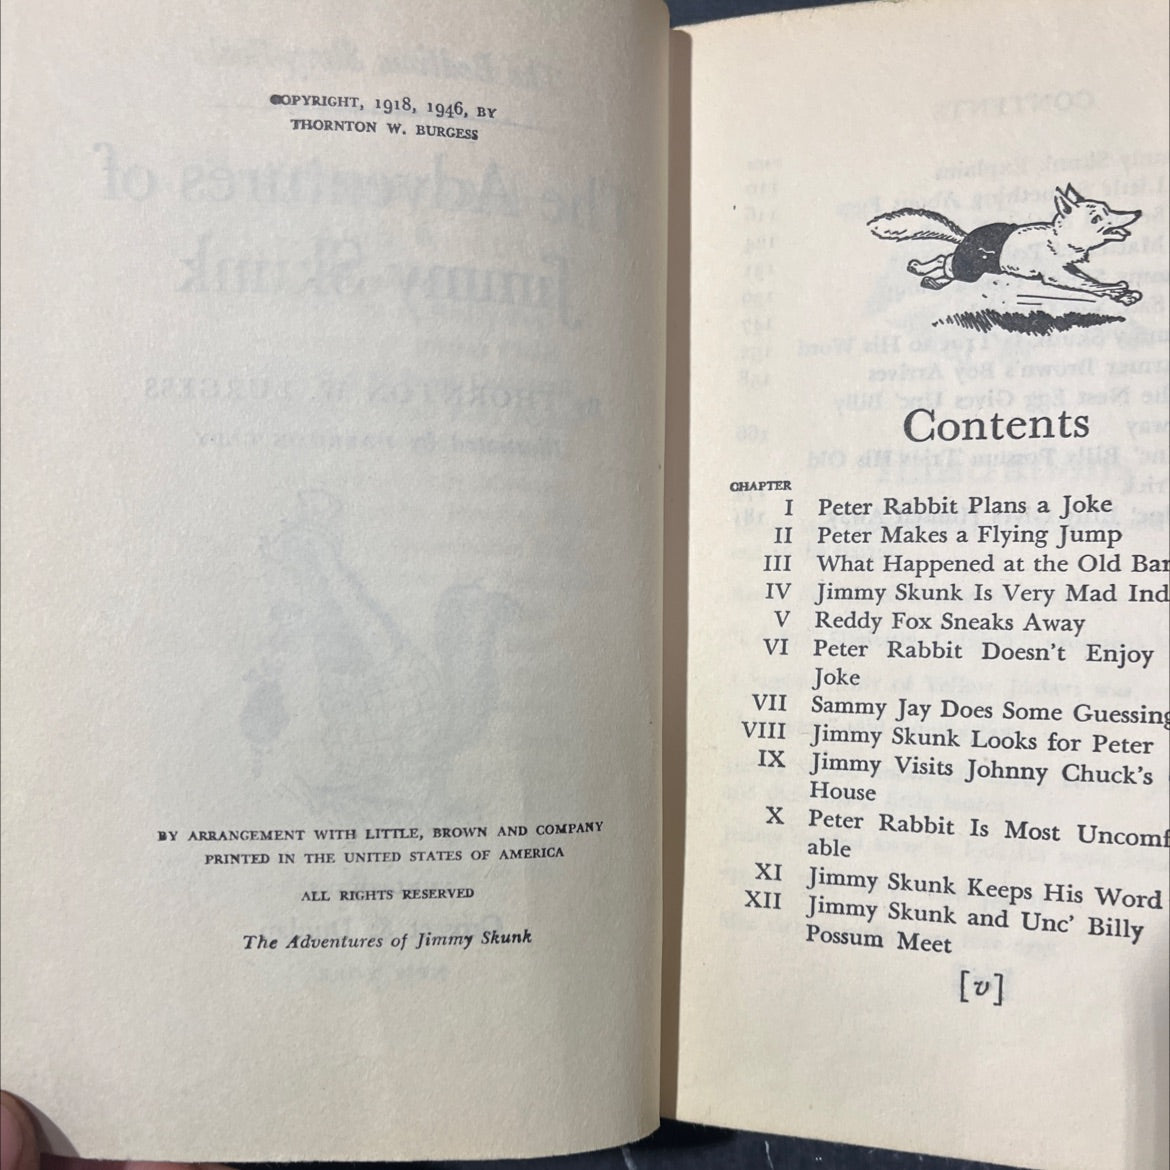 COPYRIGHT, 1918, 1946, BY
THORNTON W. BURGESS
BY ARRANGEMENT WITH LITTLE, BROWN AND COMPANY
PRINTED IN THE UNITED STATES OF AMERICA
ALL RIGHTS RESERVED
The Adventures of Jimmy Skunk
Contents
CHAPTER
I Peter Rabbit Plans a Joke
II Peter Makes a Flying Jump
III What Happened at the Old Bar
IV Jimmy Skunk Is Very Mad Ind
V Reddy Fox Sneaks Away
VI Peter Rabbit Doesn't Enjoy
Joke
VII Sammy Jay Does Some Guessing
VIII Jimmy Skunk Looks for Peter
IX Jimmy Visits Johnny Chuck's
House
X Peter Rabbit Is Most Uncomf
able
XI Jimmy Skunk Keeps His Word
XII Jimmy Skunk and Unc' Billy
Possum Meet
[v]